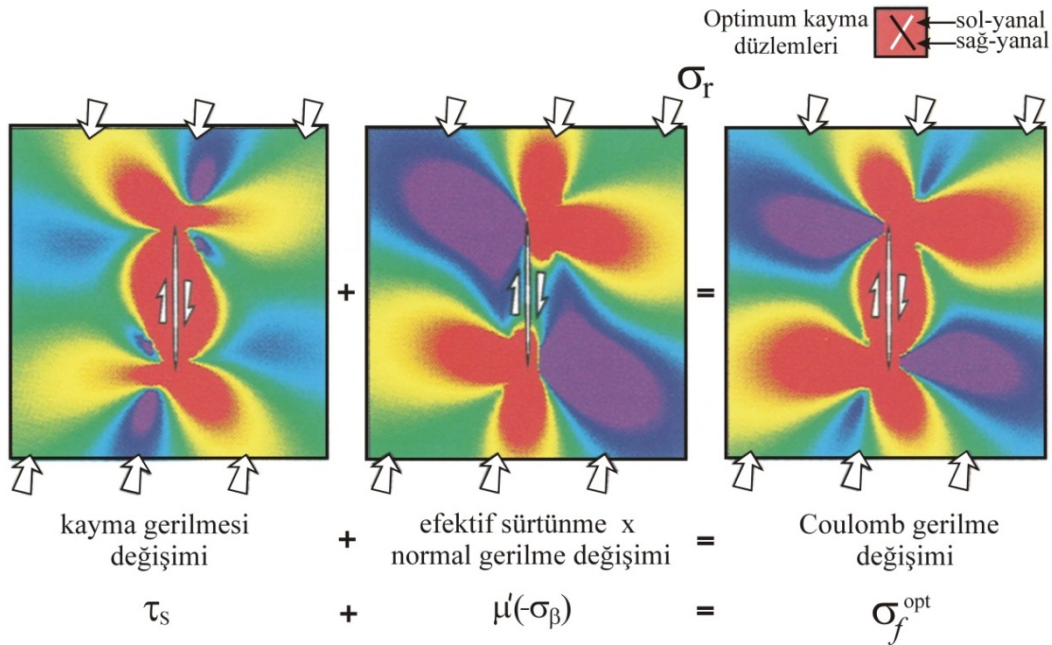 Optimum kayma
düzlemleri
sol-yanal
sağ-yanal
σr
+
=
kayma gerilmesi
değişimi
+
efektif sürtünme x
normal gerilme değişimi
=
Coulomb gerilme
değişimi
τs
+
μ'(-σβ)
=
σf^opt